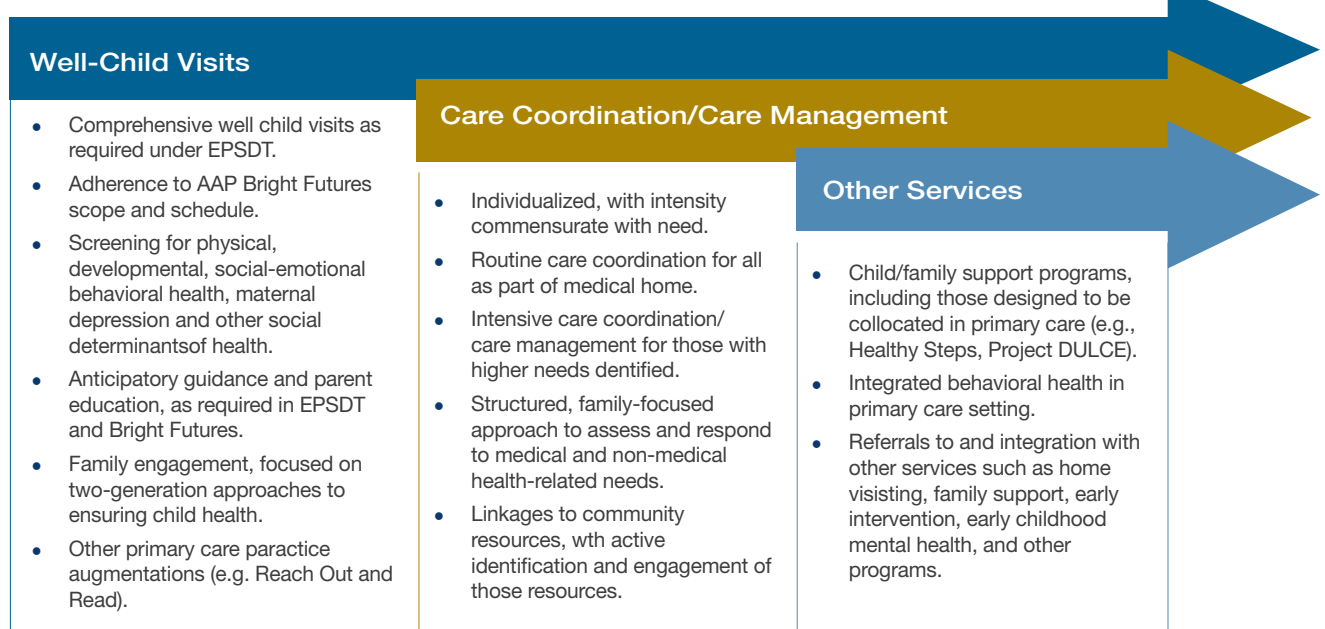 Well-Child Visits
• Comprehensive well child visits as
required under EPSDT.
• Adherence to AAP Bright Futures
scope and schedule.
• Screening for physical,
developmental, social-emotional
behavioral health, maternal
depression and other social
determinantsof health.
• Anticipatory guidance and parent
education, as required in EPSDT
and Bright Futures.
• Family engagement, focused on
two-generation approaches to
ensuring child health.
• Other primary care paractice
augmentations (e.g. Reach Out and
Read).
Care Coordination/Care Management
• Individualized, with intensity
commensurate with need.
• Routine care coordination for all
as part of medical home.
• Intensive care coordination/
care management for those with
higher needs dentified.
• Structured, family-focused
approach to assess and respond
to medical and non-medical
health-related needs.
• Linkages to community
resources, wth active
identification and engagement of
those resources.
Other Services
• Child/family support programs,
including those designed to be
collocated in primary care (e.g.,
Healthy Steps, Project DULCE).
• Integrated behavioral health in
primary care setting.
• Referrals to and integration with
other services such as home
visisting, family support, early
intervention, early childhood
mental health, and other
programs.